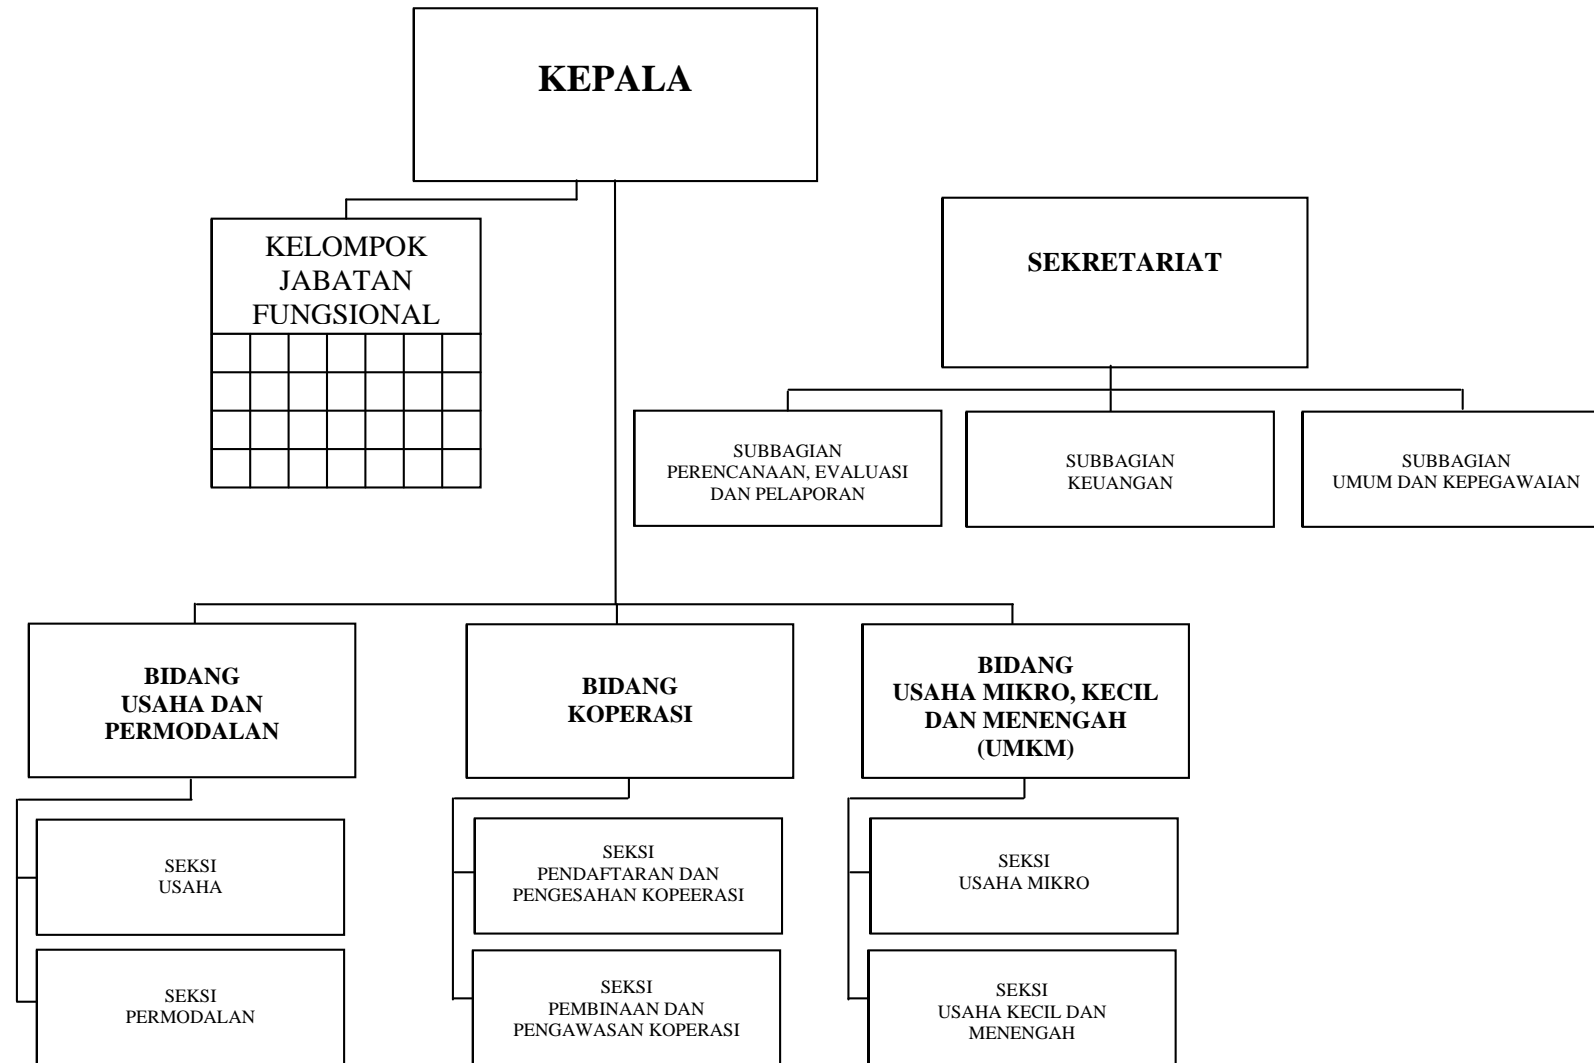 KEPALA
KELOMPOK
JABATAN
FUNGSIONAL
SEKRETARIAT
SUBBAGIAN
PERENCANAAN, EVALUASI
DAN PELAPORAN
SUBBAGIAN
KEUANGAN
SUBBAGIAN
UMUM DAN KEPEGAWAIAN
BIDANG
USAHA DAN
PERMODALAN
BIDANG
KOPERASI
BIDANG
USAHA MIKRO, KECIL
DAN MENENGAH
(UMKM)
SEKSI
USAHA
SEKSI
PENDAFTARAN DAN
PENGESAHAN KOPEERASI
SEKSI
USAHA MIKRO
SEKSI
PERMODALAN
SEKSI
PEMBINAAN DAN
PENGAWASAN KOPERASI
SEKSI
USAHA KECIL DAN
MENENGAH